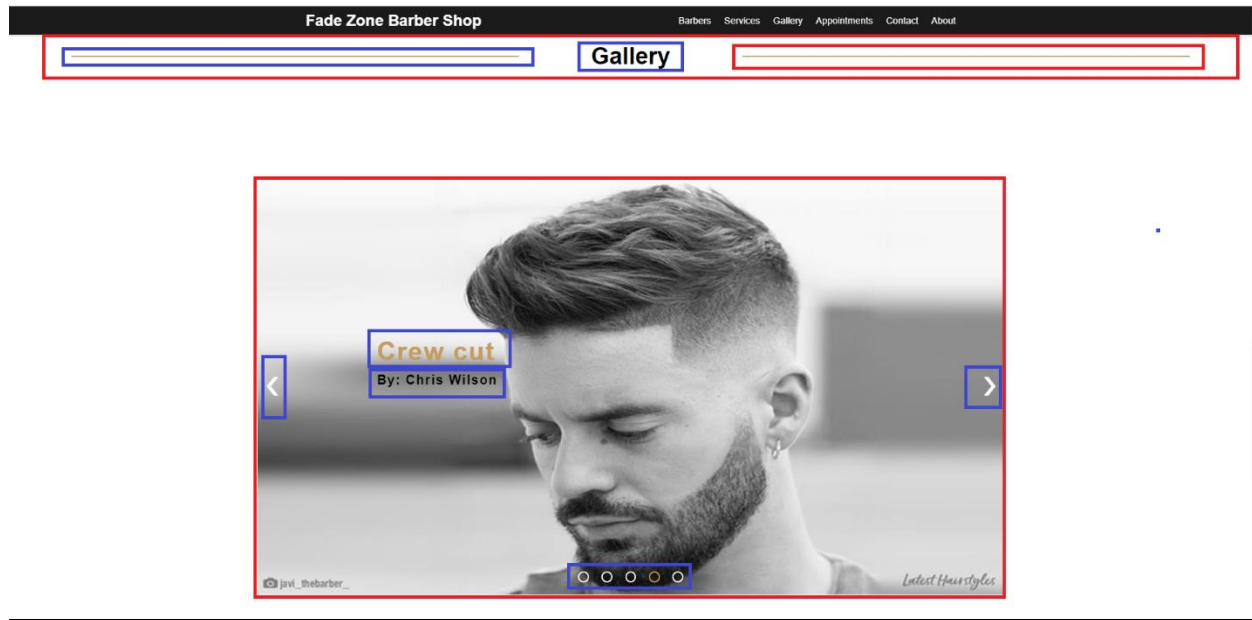 Fade Zone Barber Shop
Barbers Services Gallery Appointments Contact About
Gallery
Crew cut
By: Chris Wilson
javi_thebarber_
Latest Hairstyles